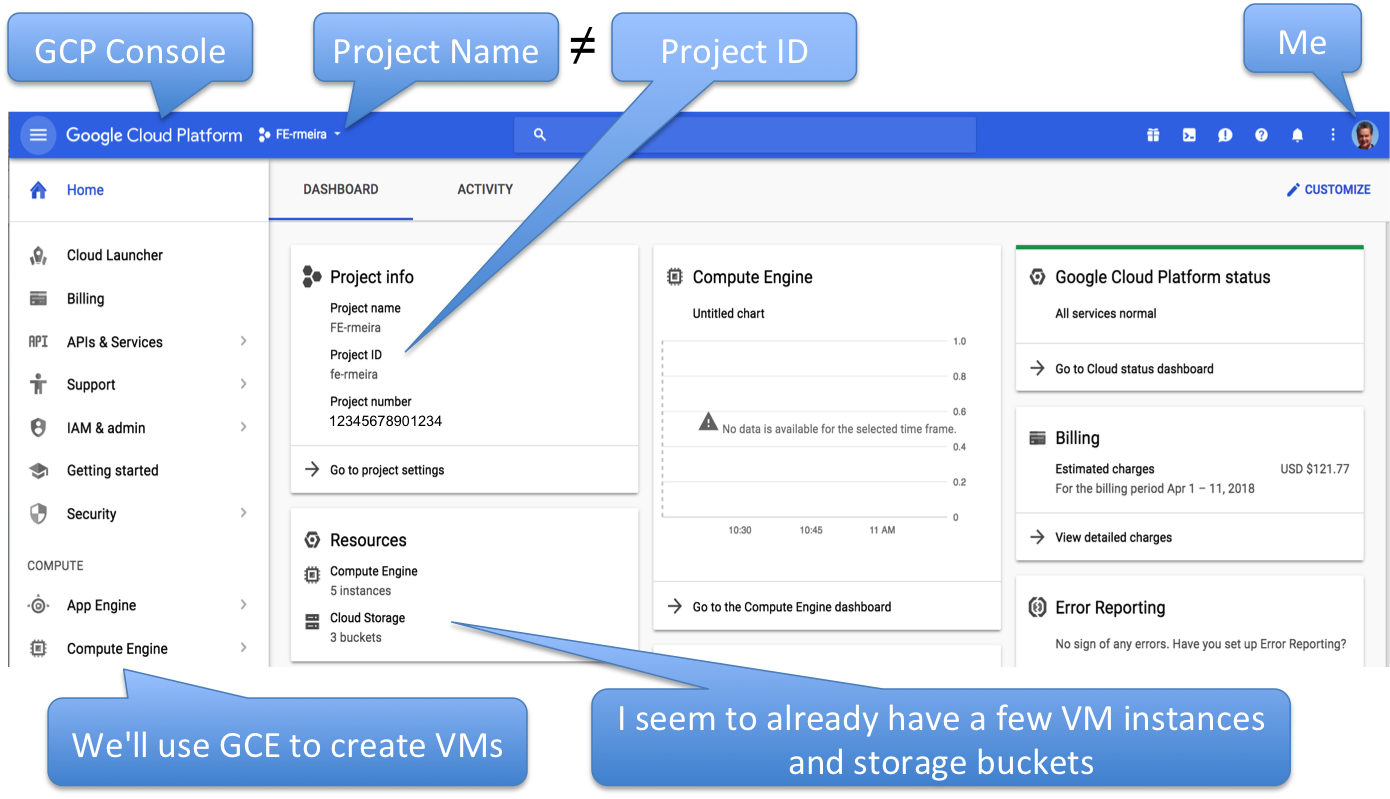 GCP Console
Project Name
≠
Project ID
Me
Google Cloud Platform
FE-rmeira
Home
DASHBOARD
ACTIVITY
CUSTOMIZE
Cloud Launcher
Billing
API
APIs & Services
Support
IAM & admin
Getting started
Security
COMPUTE
App Engine
Compute Engine
Project info
Project name
FE-rmeira
Project ID
fe-rmeira
Project number
12345678901234
Go to project settings
Resources
Compute Engine
5 instances
Cloud Storage
3 buckets
Compute Engine
Untitled chart
1.0
0.8
0.6
No data is available for the selected time frame.
0.4
0.2
0
10:30 10:45 11 AM
Go to the Compute Engine dashboard
Google Cloud Platform status
All services normal
Go to Cloud status dashboard
Billing
Estimated charges USD $121.77
For the billing period Apr 1 – 11, 2018
View detailed charges
Error Reporting
No sign of any errors. Have you set up Error Reporting?
We'll use GCE to create VMs
I seem to already have a few VM instances
and storage buckets